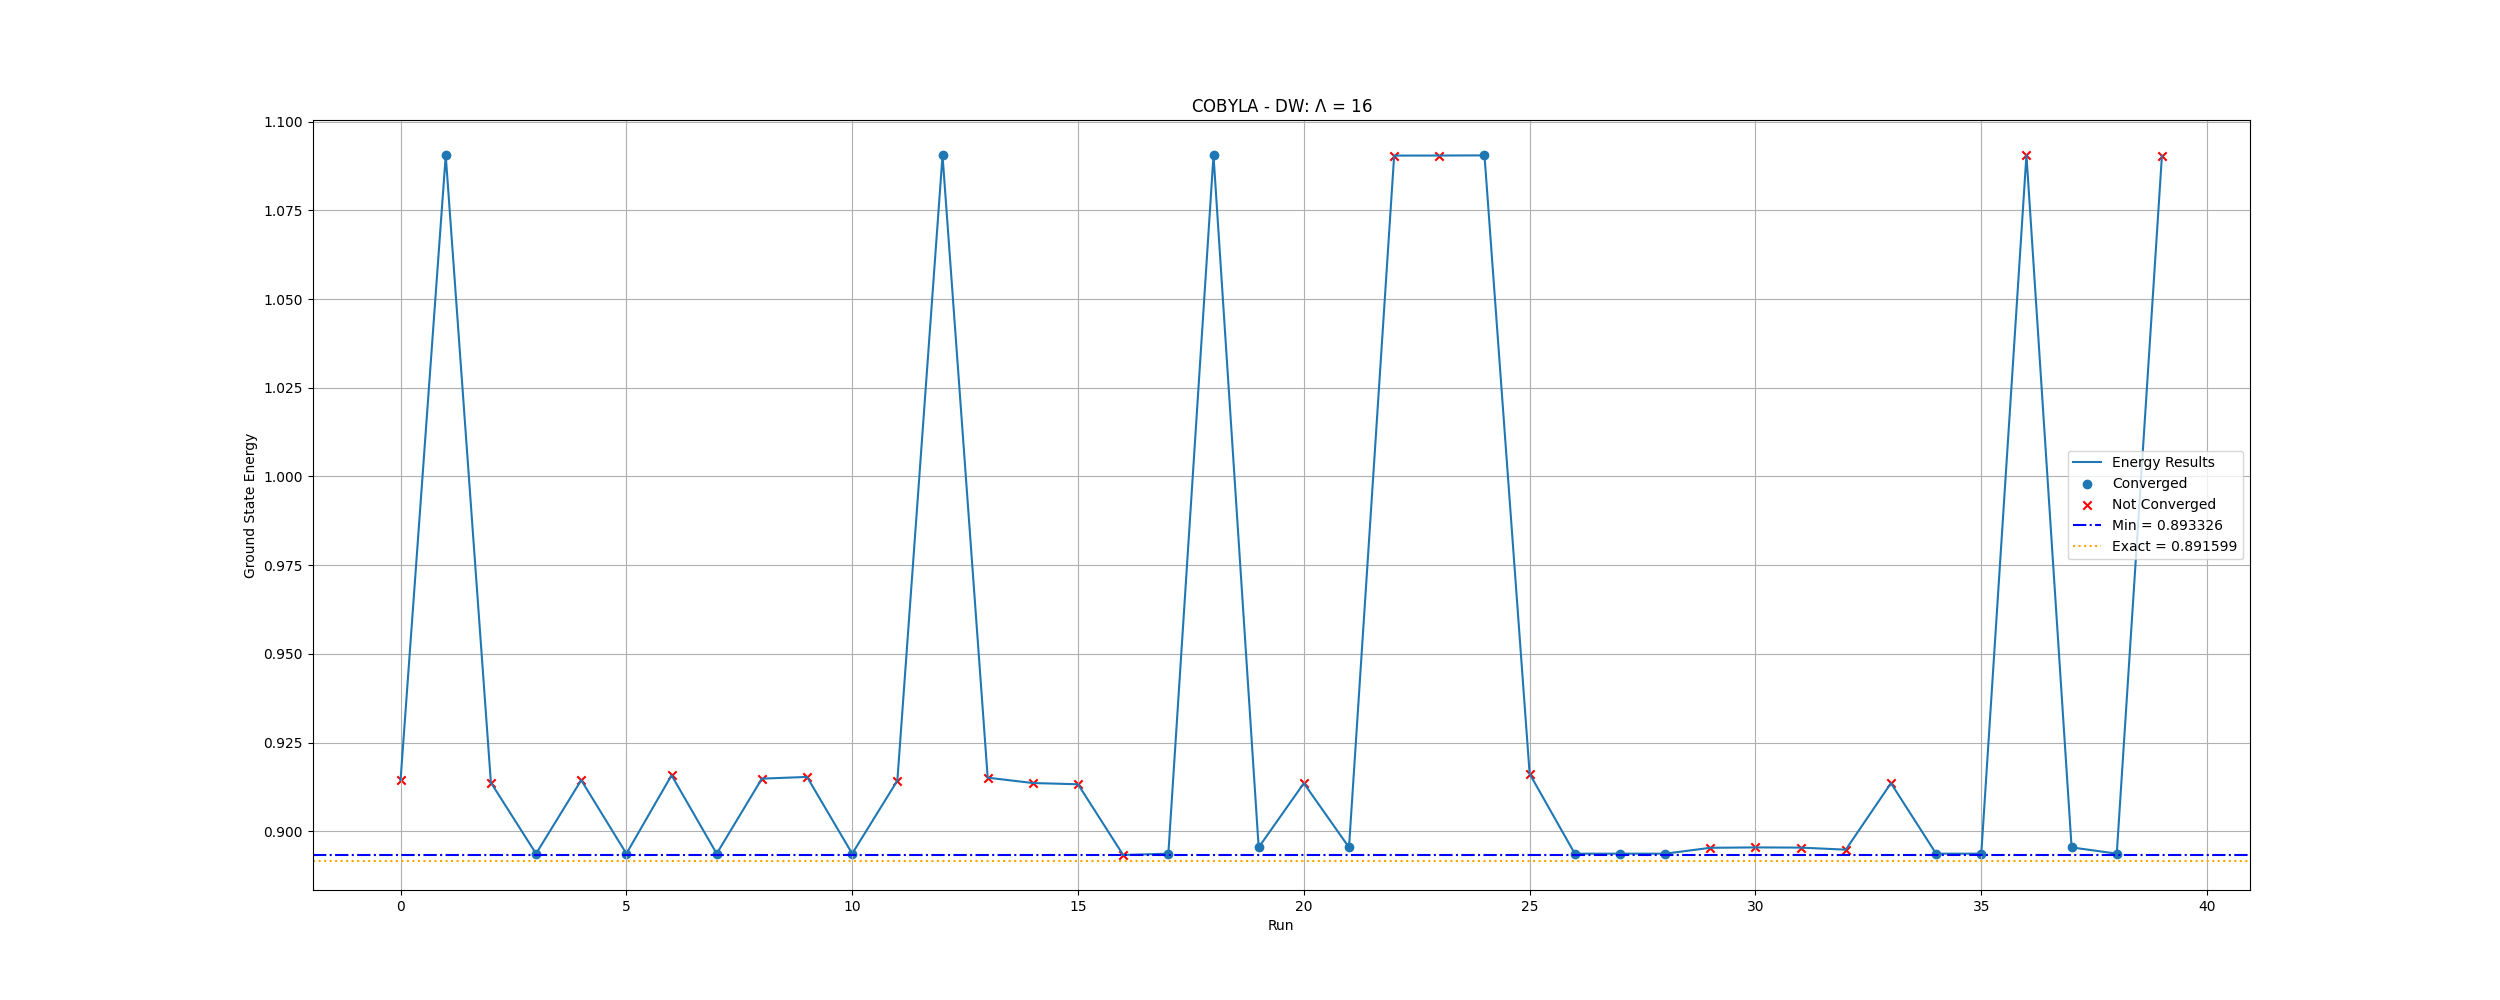 COBYLA - DW: Λ = 16
1.100
1.075
1.050
1.025
1.000
0.975
0.950
0.925
0.900
Ground State Energy
Energy Results
Converged
Not Converged
Min = 0.893326
Exact = 0.891599
0 5 10 15 20 25 30 35 40
Run